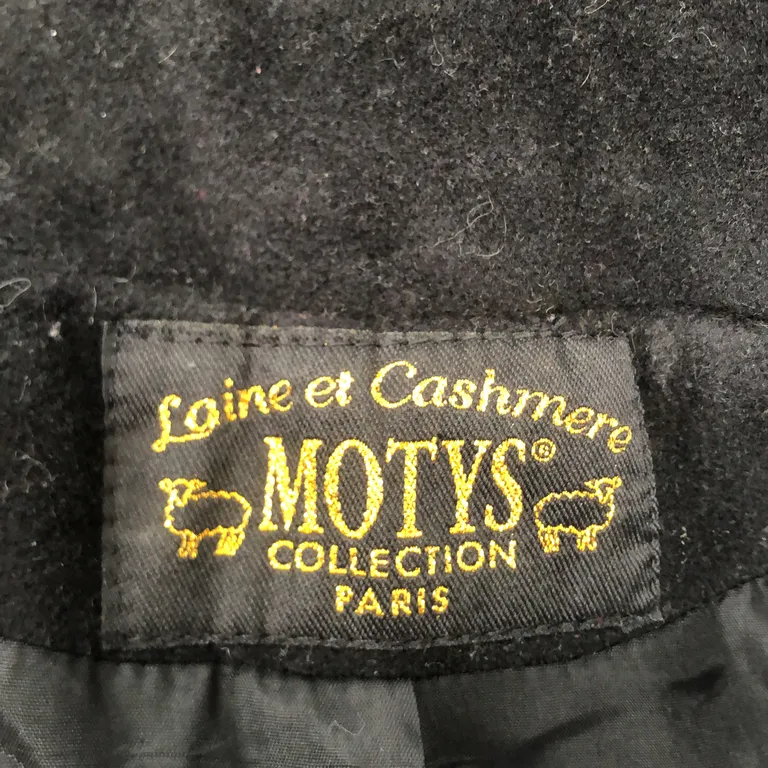 Laine et Cashmere
MOTYS®
COLLECTION
PARIS